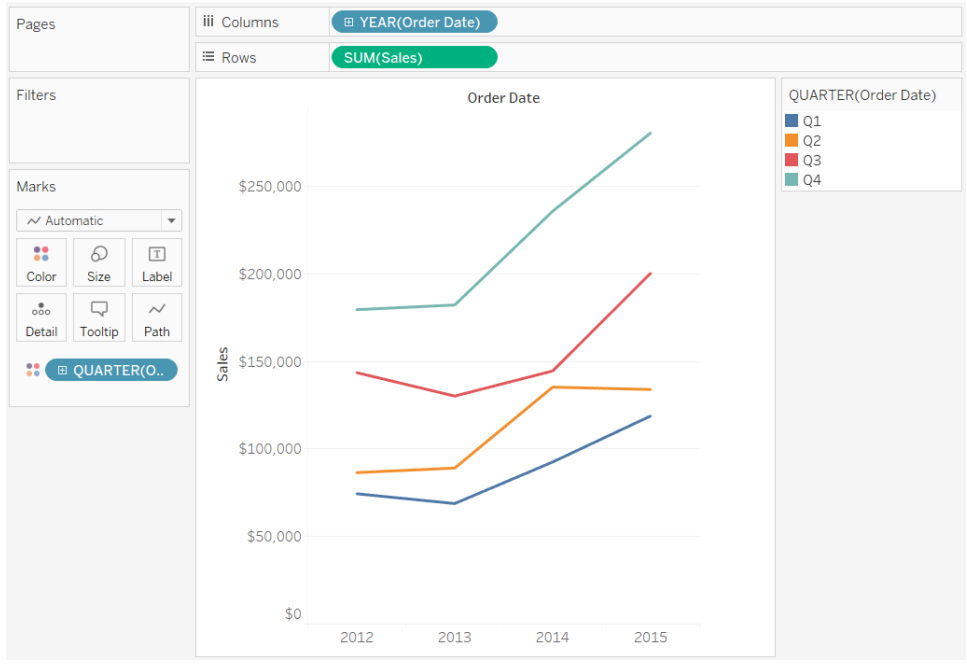 Pages
Columns
YEAR(Order Date)
Rows
SUM(Sales)
Filters
Marks
Automatic
Color Size Label
Detail Tooltip Path
QUARTER(O..
Order Date
Sales
$250,000
$200,000
$150,000
$100,000
$50,000
$0
2012 2013 2014 2015
QUARTER(Order Date)
Q1
Q2
Q3
Q4